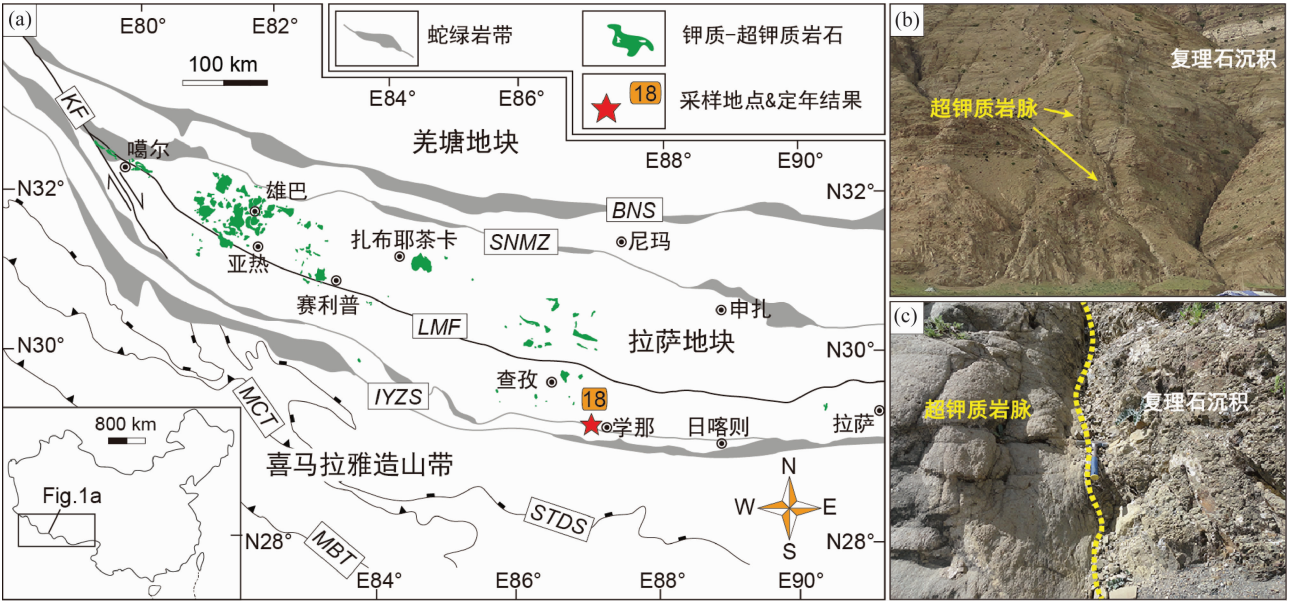 (a)
E80°
E82°
蛇绿岩带
钾质-超钾质岩石
100 km
E84°
E86°
18
采样地点&定年结果
KF
羌塘地块
噶尔
E88°
E90°
N32°
雄巴
N32°
BNS
扎布耶茶卡
SNMZ
尼玛
亚热
赛利普
申扎
LMF
拉萨地块
N30°
N30°
查孜
MCT
IYZS
18
800 km
学那
日喀则
拉萨
喜马拉雅造山带
N
Fig.1a
W
E
STDS
S
N28°
MBT
N28°
E84°
E86°
E88°
E90°
(b)
复理石沉积
超钾质岩脉
(c)
超钾质岩脉
复理石沉积